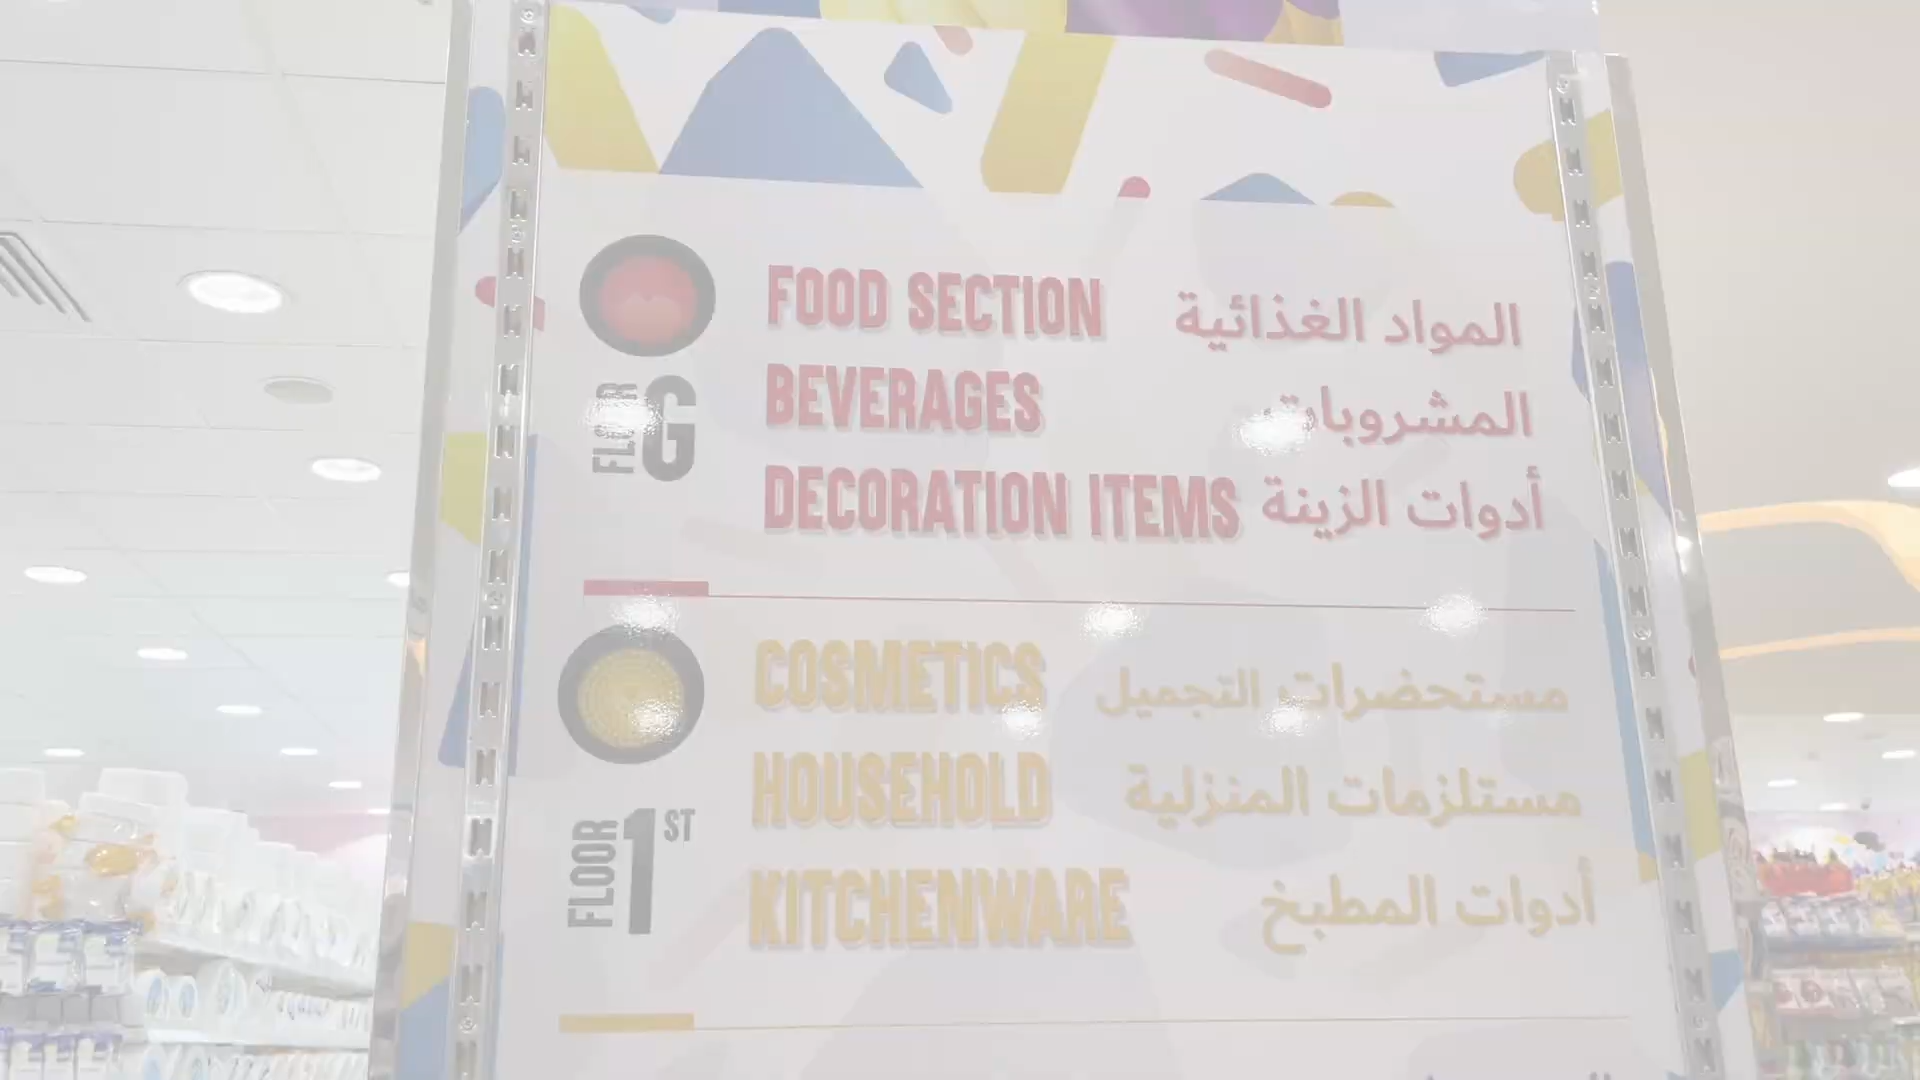 FOOD SECTION المواد الغذائية
BEVERAGES المشروبات
DECORATION ITEMS أدوات الزينة
FLOOR G
COSMETICS مستحضرات التجميل
HOUSEHOLD مستلزمات المنزلية
KITCHENWARE أدوات المطبخ
FLOOR 1ST